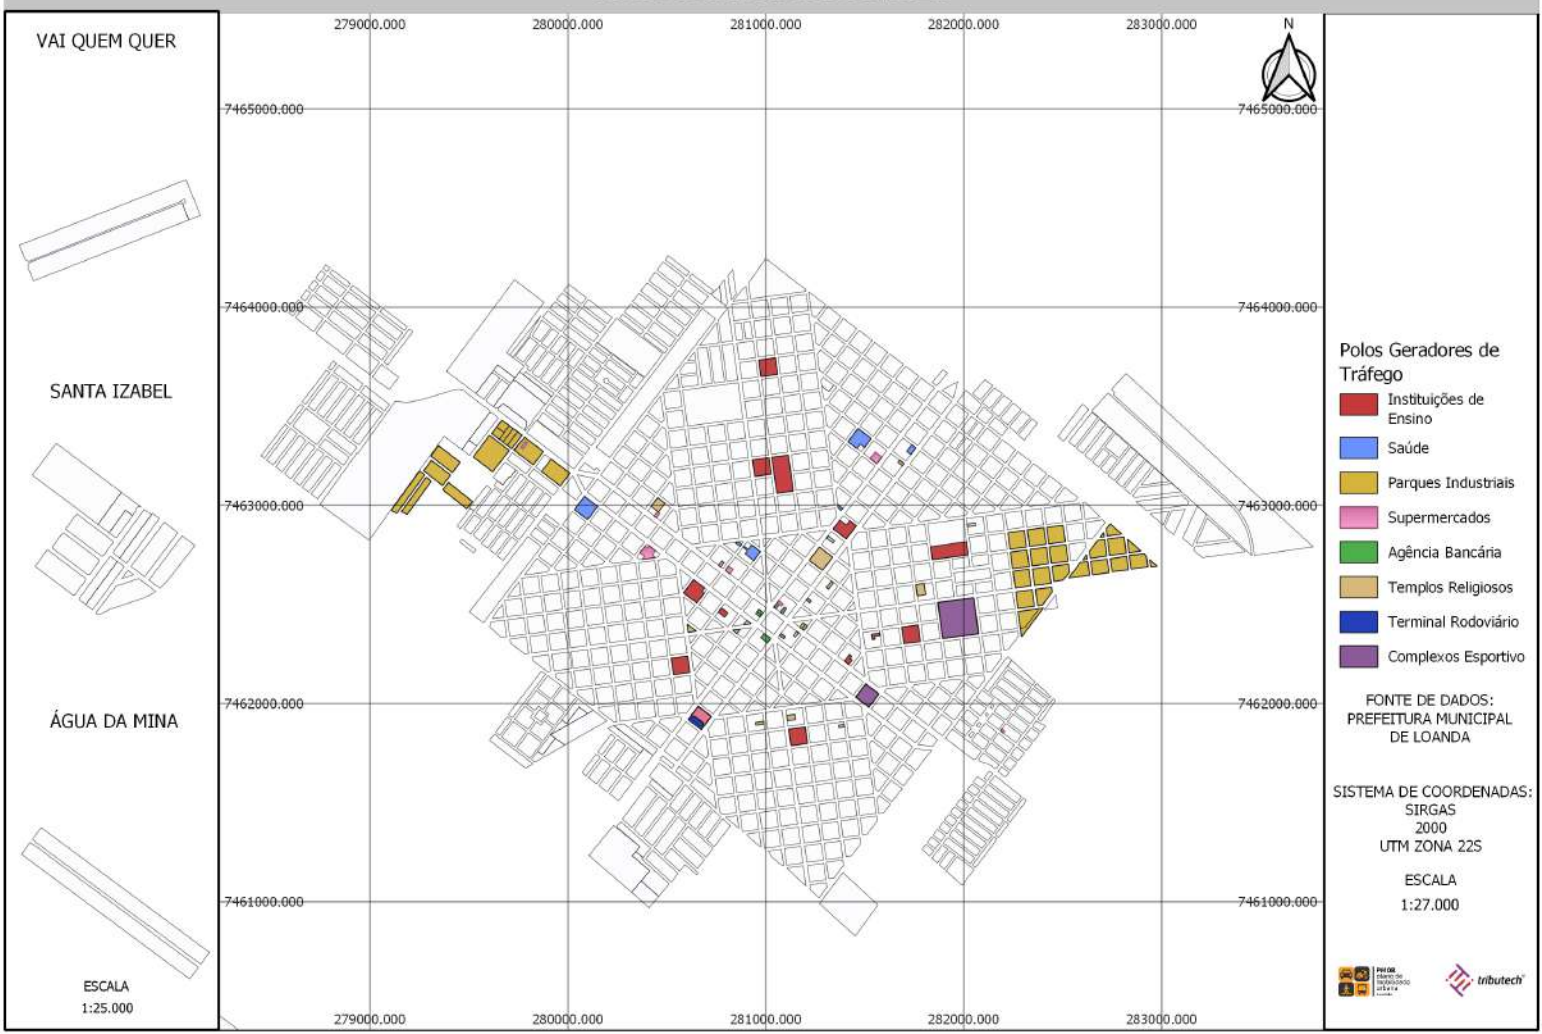 VAI QUEM QUER
SANTA IZABEL
ÁGUA DA MINA
ESCALA
1:25.000
279000.000 280000.000 281000.000 282000.000 283000.000
N
7465000.000 7465000.000
7464000.000 7464000.000
7463000.000 7463000.000
7462000.000 7462000.000
7461000.000 7461000.000
279000.000 280000.000 281000.000 282000.000 283000.000
Polos Geradores de
Tráfego
Instituições de
Ensino
Saúde
Parques Industriais
Supermercados
Agência Bancária
Templos Religiosos
Terminal Rodoviário
Complexos Esportivo
FONTE DE DADOS:
PREFEITURA MUNICIPAL
DE LOANDA
SISTEMA DE COORDENADAS:
SIRGAS
2000
UTM ZONA 22S
ESCALA
1:27.000
tributech